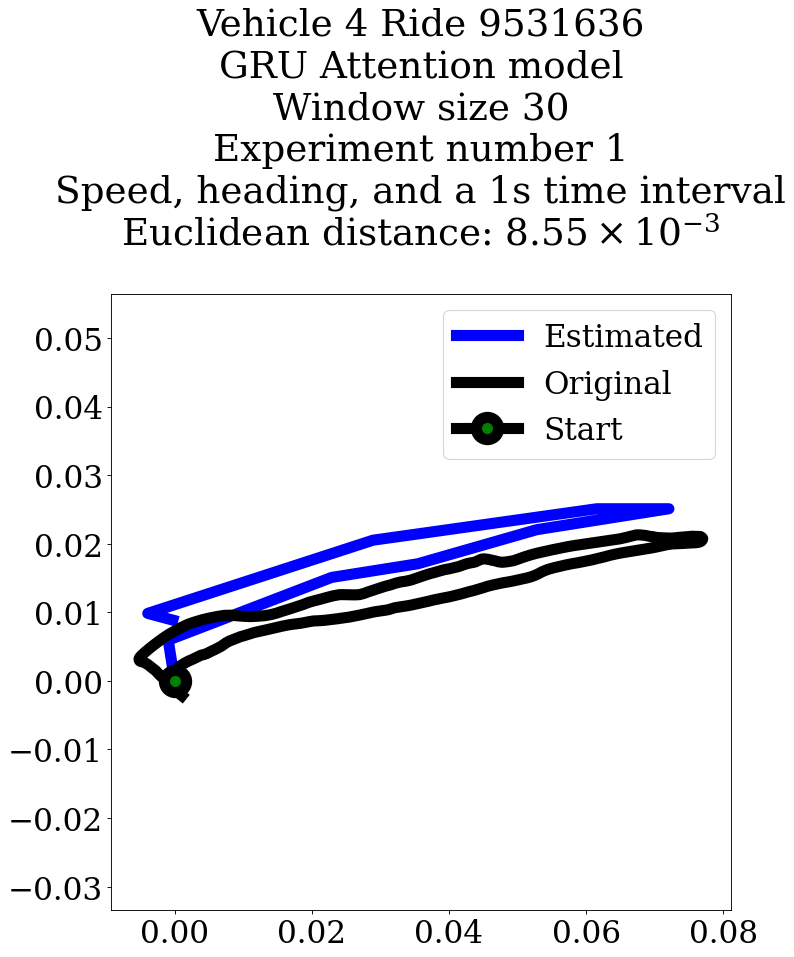 Vehicle 4 Ride 9531636
GRU Attention model
Window size 30
Experiment number 1
Speed, heading, and a 1s time interval
Euclidean distance: 8.55 × 10⁻³
Estimated
Original
Start
0.05
0.04
0.03
0.02
0.01
0.00
−0.01
−0.02
−0.03
0.00 0.02 0.04 0.06 0.08